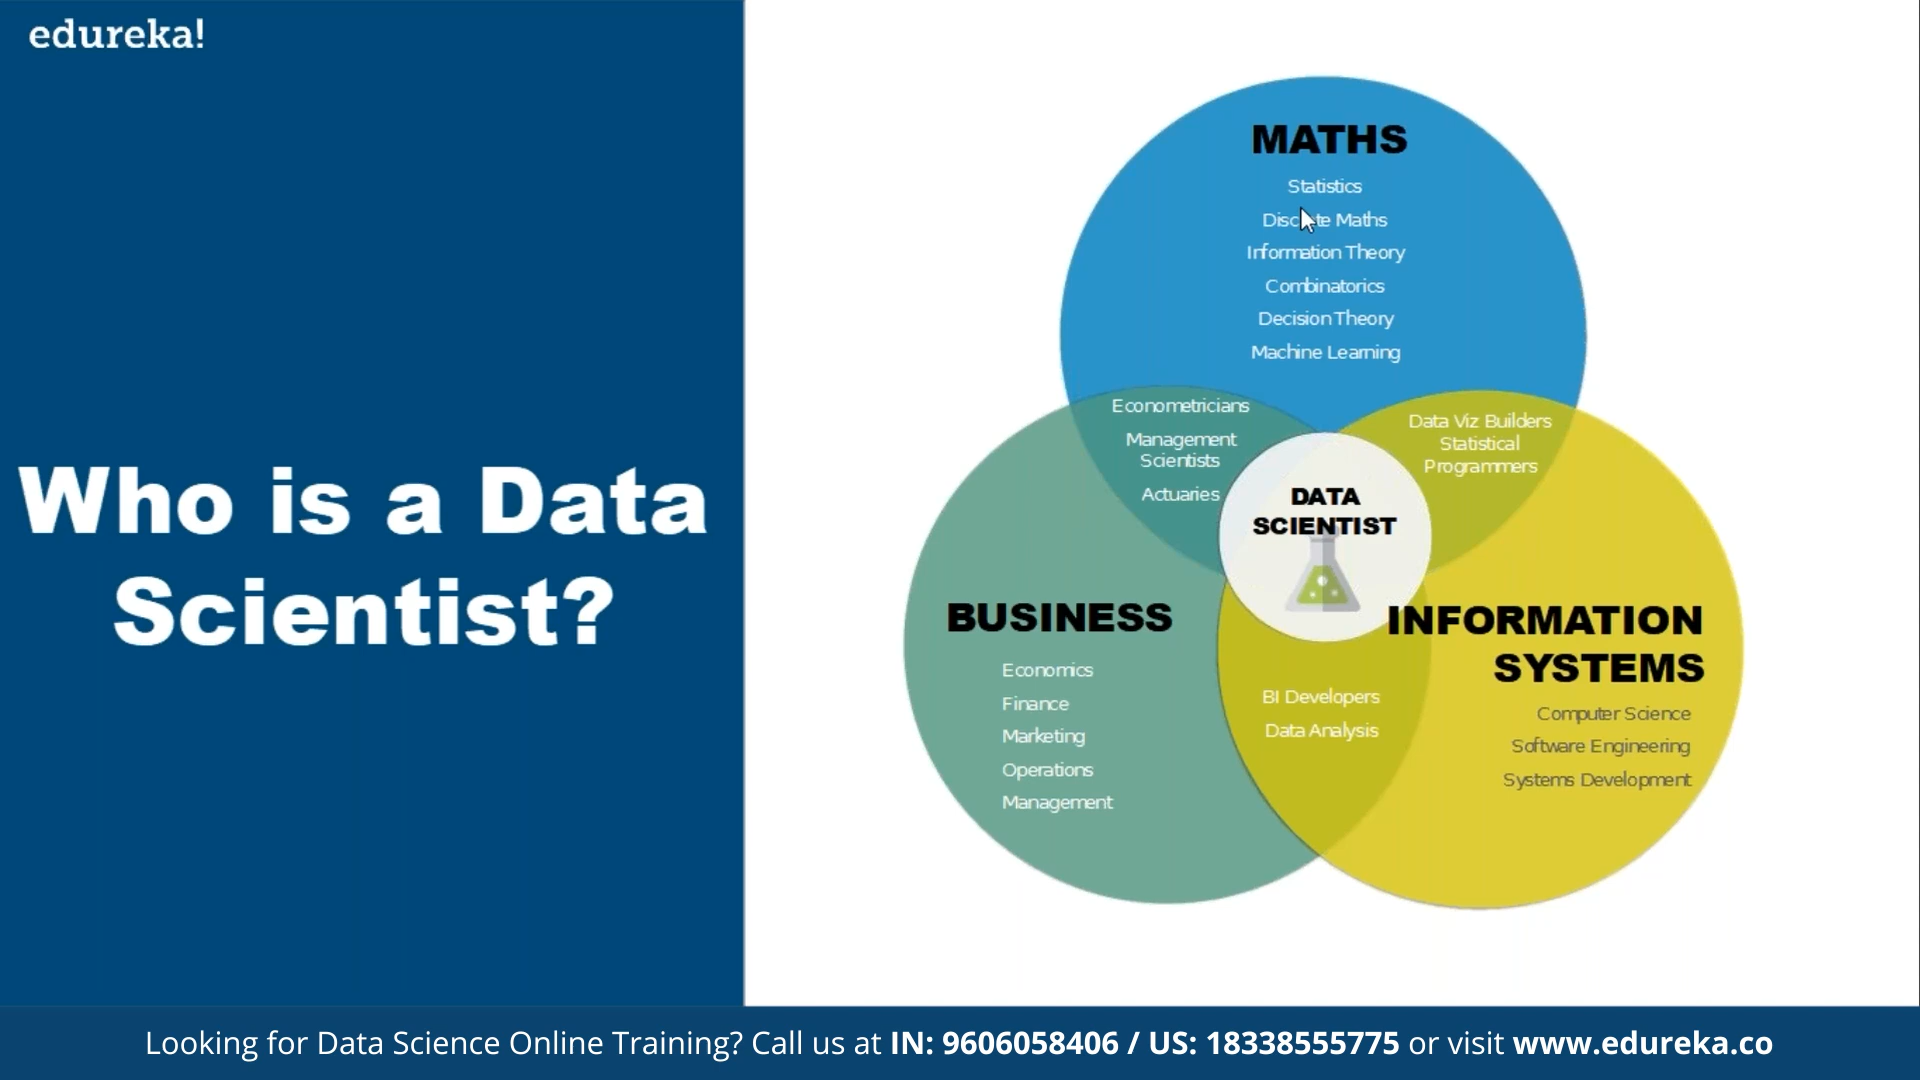 edureka!
Who is a Data
Scientist?
MATHS
Statistics
Discrete Maths
Information Theory
Combinatorics
Decision Theory
Machine Learning
Econometricians
Management
Scientists
Actuaries
Data Viz Builders
Statistical
Programmers
DATA
SCIENTIST
BUSINESS
Economics
Finance
Marketing
Operations
Management
INFORMATION
SYSTEMS
Computer Science
Software Engineering
Systems Development
BI Developers
Data Analysis
Looking for Data Science Online Training? Call us at IN: 9606058406 / US: 18338555775 or visit www.edureka.co